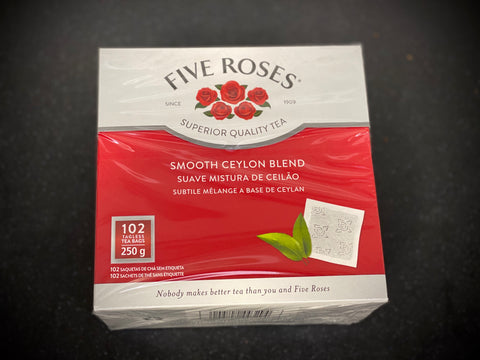 FIVE ROSES®
SINCE 1909
SUPERIOR QUALITY TEA
SMOOTH CEYLON BLEND
SUAVE MISTURA DE CEILÃO
SUBTILE MÉLANGE A BASE DE CEYLAN
102
TAGLESS
TEA BAGS
250 g
102 SAQUETAS DE CHÁ SEM ETIQUETA
102 SACHETS DE THÉ SANS ÉTIQUETTE
Nobody makes better tea than you and Five Roses